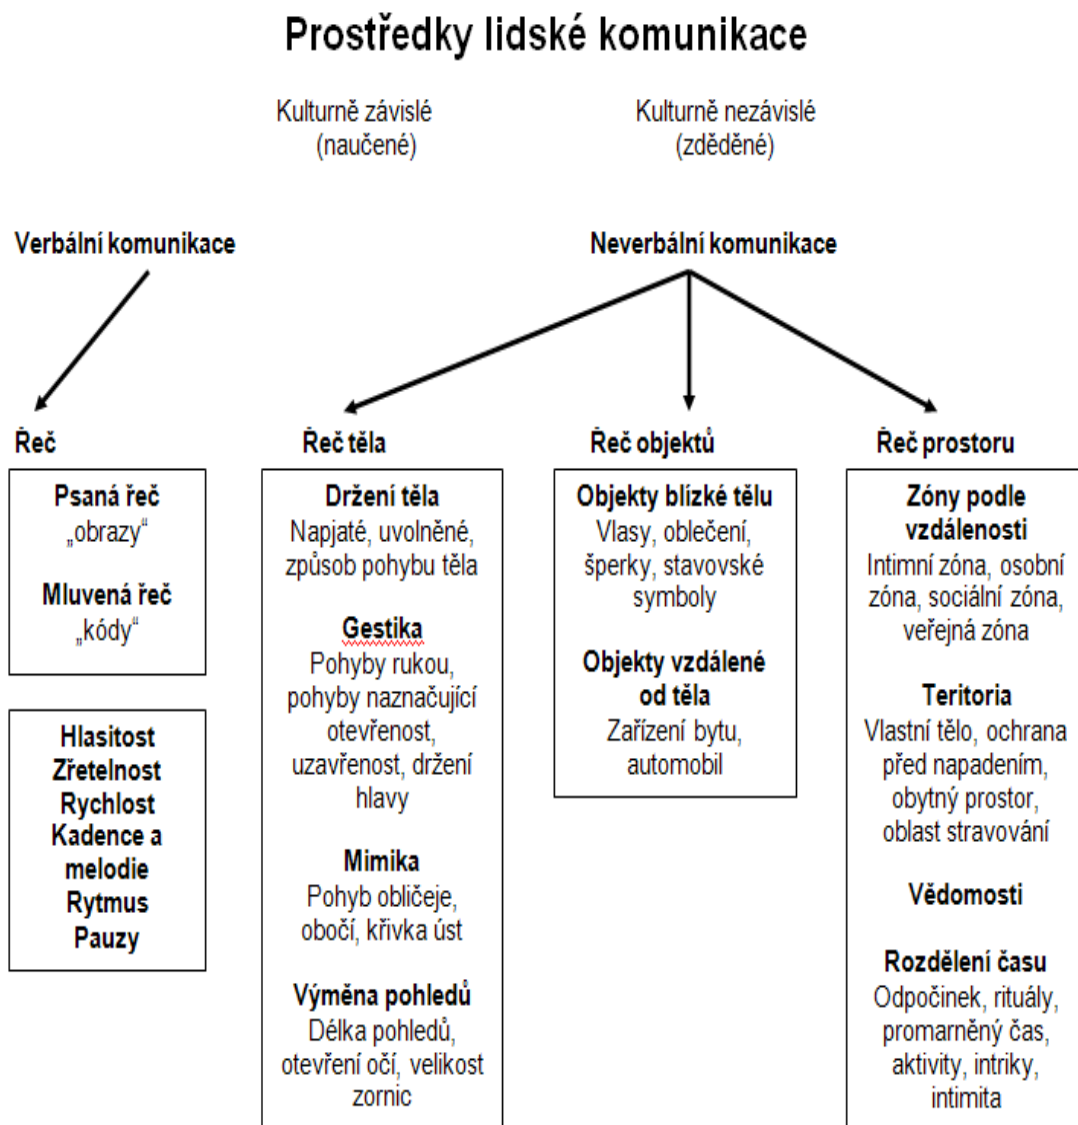 Prostředky lidské komunikace
Kulturně závislé
(naučené)
Kulturně nezávislé
(zděděné)
Verbální komunikace
Neverbální komunikace
Řeč
Psaná řeč
„obrazy“
Mluvená řeč
„kódy“
Hlasitost
Zřetelnost
Rychlost
Kadence a
melodie
Rytmus
Pauzy
Řeč těla
Držení těla
Napjaté, uvolněné,
způsob pohybu těla
Gestika
Pohyby rukou,
pohyby naznačující
otevřenost,
uzavřenost, držení
hlavy
Mimika
Pohyb obličeje,
obočí, křivka úst
Výměna pohledů
Délka pohledů,
otevření očí, velikost
zornic
Řeč objektů
Objekty blízké tělu
Vlasy, oblečení,
šperky, stavovské
symboly
Objekty vzdálené
od těla
Zařízení bytu,
automobil
Řeč prostoru
Zóny podle
vzdálenosti
Intimní zóna, osobní
zóna, sociální zóna,
veřejná zóna
Teritoria
Vlastní tělo, ochrana
před napadením,
obytný prostor,
oblast stravování
Vědomosti
Rozdělení času
Odpočinek, rituály,
promarněný čas,
aktivity, intriky,
intimita